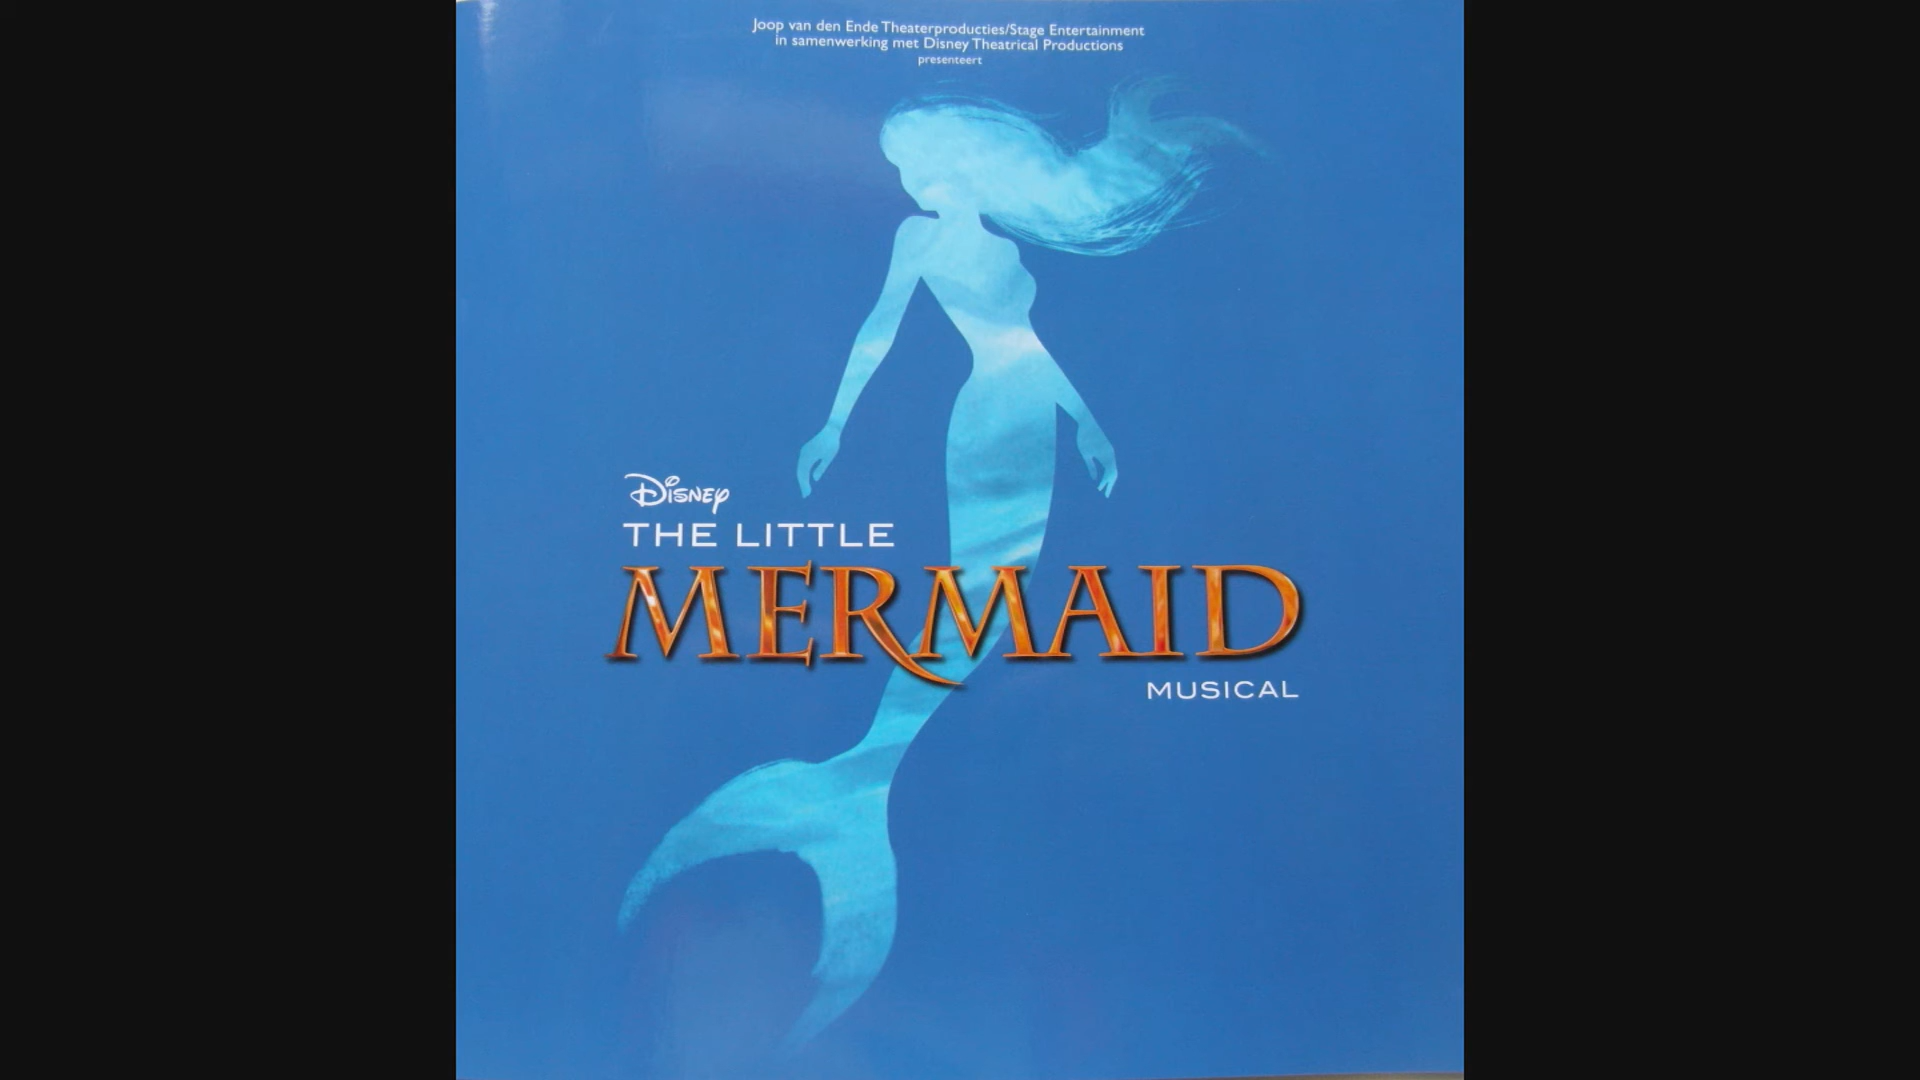 Joop van den Ende Theaterproducties/Stage Entertainment
in samenwerking met Disney Theatrical Productions
presenteert
Disney
THE LITTLE
MERMAID
MUSICAL